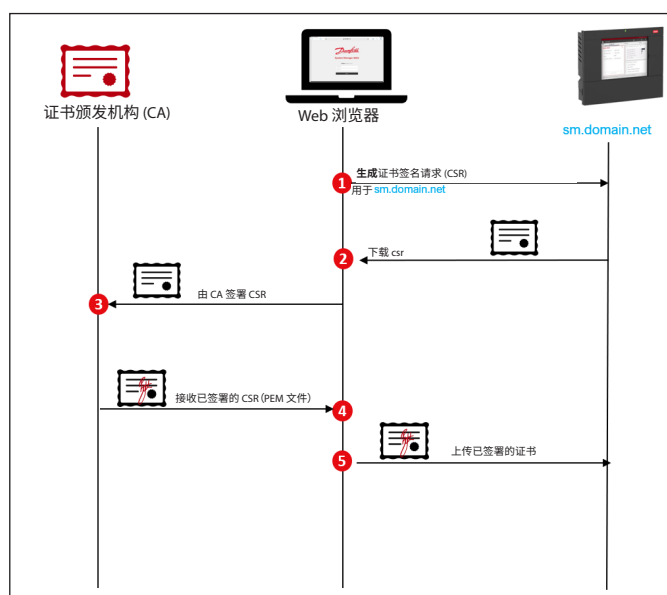 Danfoss
证书颁发机构 (CA)
Web 浏览器
sm.domain.net
1
生成证书签名请求 (CSR)
用于 sm.domain.net
2
下载 csr
3
由 CA 签署 CSR
接收已签署的 CSR (PEM 文件)
4
5
上传已签署的证书